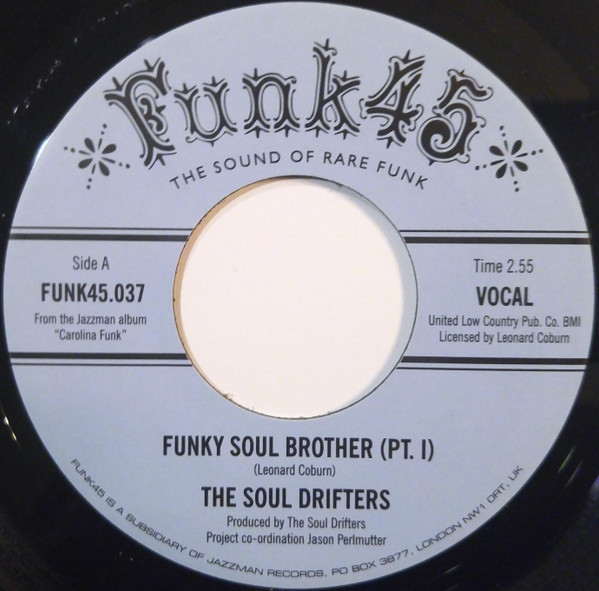 Funk45
THE SOUND OF RARE FUNK
Side A
FUNK45.037
From the Jazzman album
"Carolina Funk"
Time 2.55
VOCAL
United Low Country Pub. Co. BMI
Licensed by Leonard Coburn
FUNKY SOUL BROTHER (PT. I)
(Leonard Coburn)
THE SOUL DRIFTERS
Produced by The Soul Drifters
Project co-ordination Jason Perlmutter
FUNK45 IS A SUBSIDIARY OF JAZZMAN RECORDS, PO BOX 3877, LONDON NW1 ORT, UK